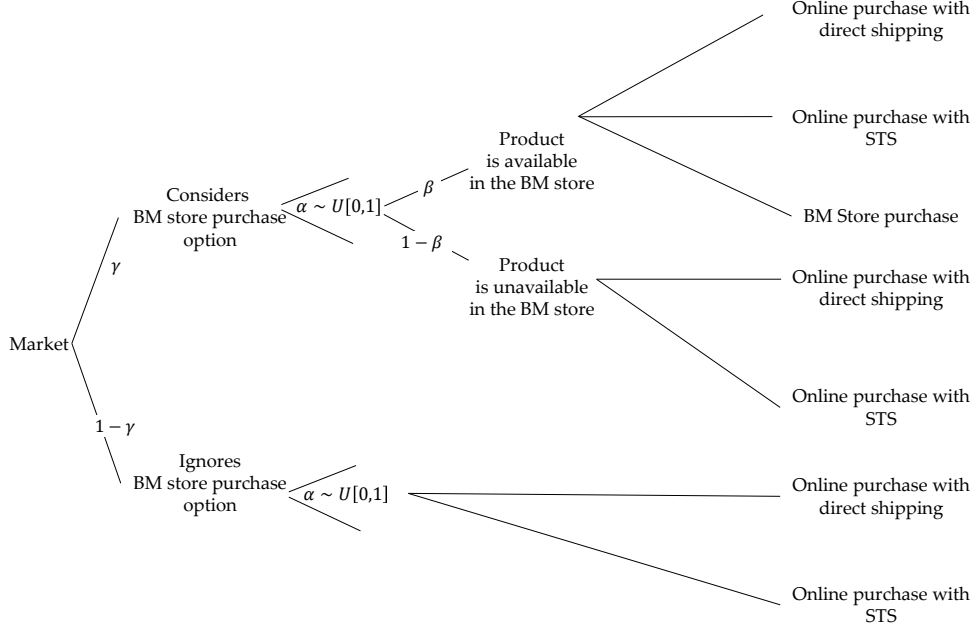 Online purchase with
direct shipping
Online purchase with
STS
Product
is available
in the BM store
β
Considers
BM store purchase
option
α ~ U[0,1]
BM Store purchase
1 − β
Product
is unavailable
in the BM store
Online purchase with
direct shipping
γ
Market
Online purchase with
STS
1 − γ
Ignores
BM store purchase
option
α ~ U[0,1]
Online purchase with
direct shipping
Online purchase with
STS